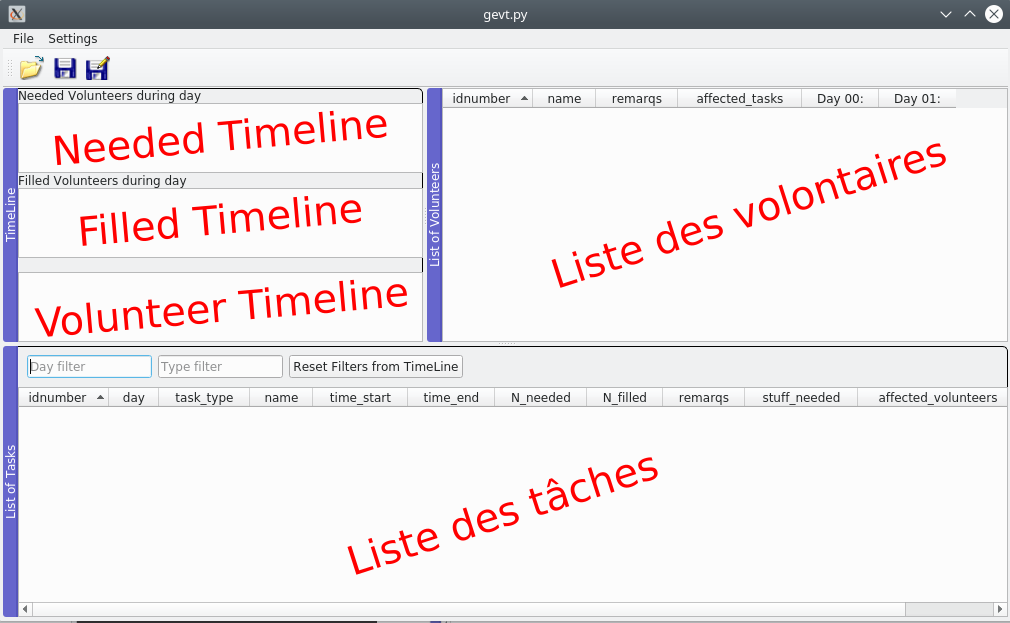 gevt.py
File Settings
Needed Volunteers during day
Needed Timeline
Filled Volunteers during day
Filled Timeline
Volunteer Timeline
TimeLine
List of Volunteers
idnumber name remarqs affected_tasks Day 00: Day 01:
Liste des volontaires
Day filter Type filter Reset Filters from TimeLine
idnumber day task_type name time_start time_end N_needed N_filled remarqs stuff_needed affected_volunteers
List of Tasks
Liste des tâches